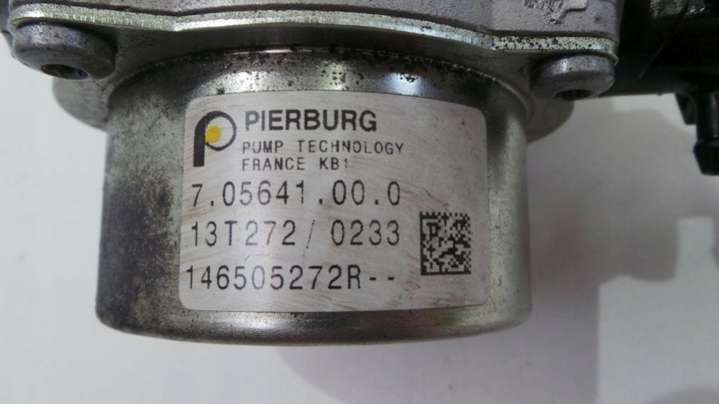 PIERBURG
PUMP TECHNOLOGY
FRANCE KB1
7.05641.00.0
13T272/0233
146505272R--